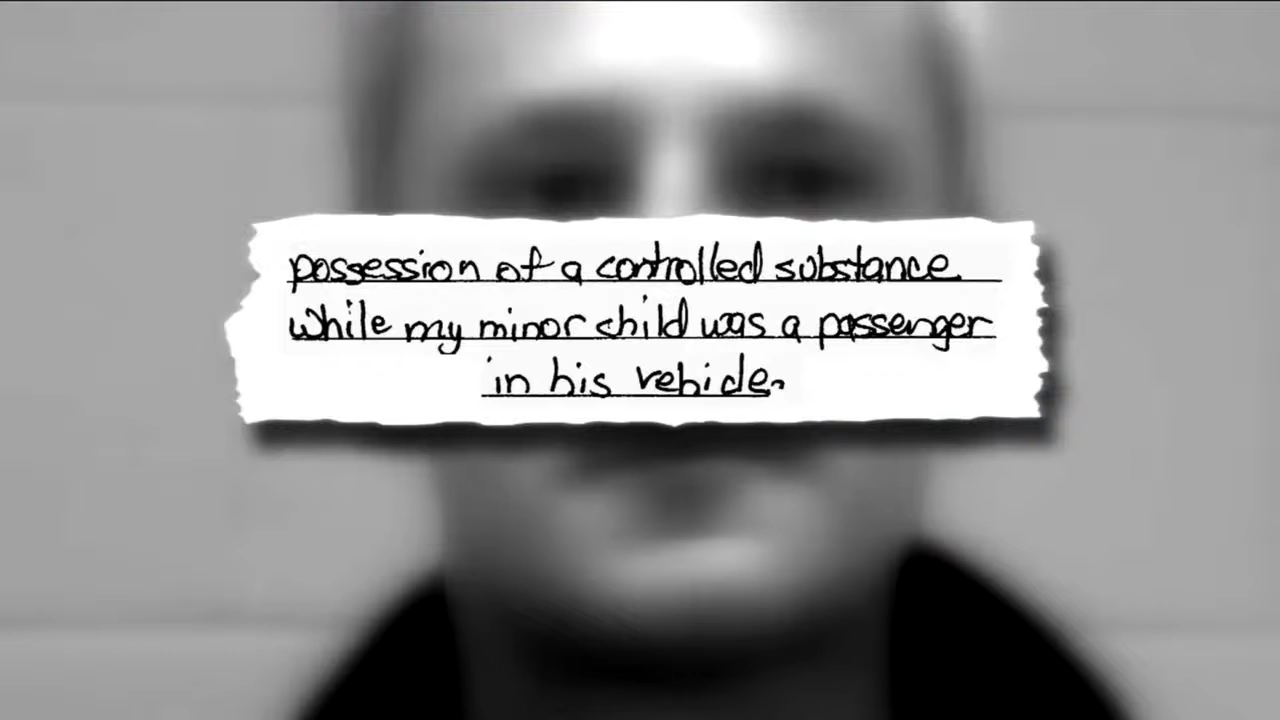 possession of a controlled substance
while my minor child was a passenger
in his vehicle.